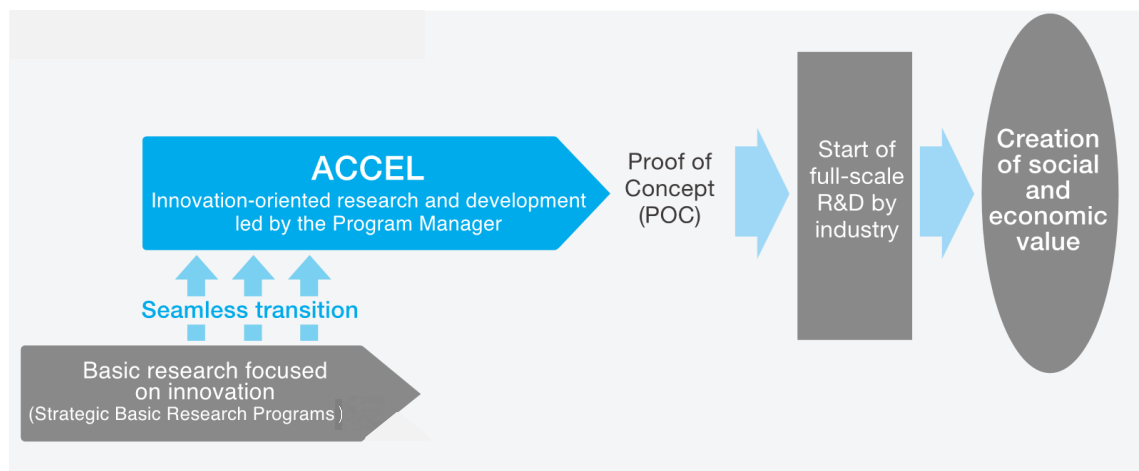 ACCEL
Innovation-oriented research and development
led by the Program Manager
Proof of
Concept
(POC)
Start of
full-scale
R&D by
industry
Creation
of social
and
economic
value
Seamless transition
Basic research focused
on innovation
(Strategic Basic Research Programs)